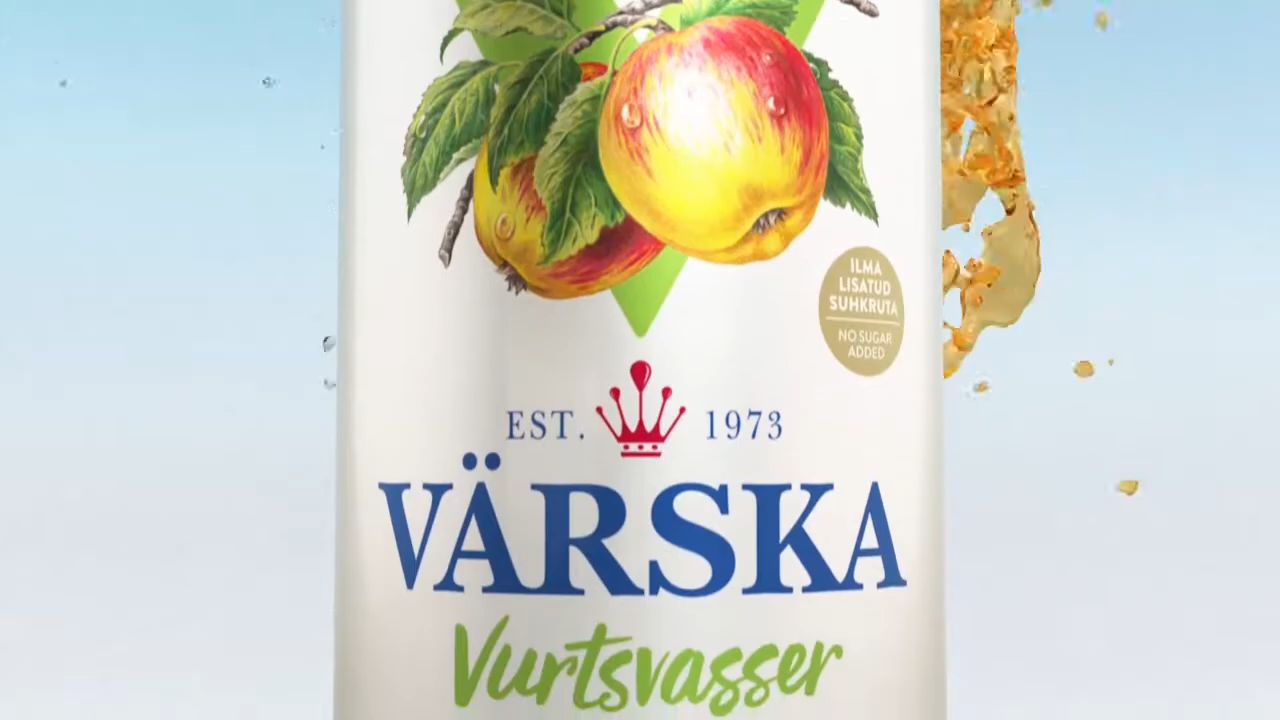 ILMA
LISATUD
SUHKRUTA
NO SUGAR
ADDED
EST. 1973
VÄRSKA
Vurtsvasser